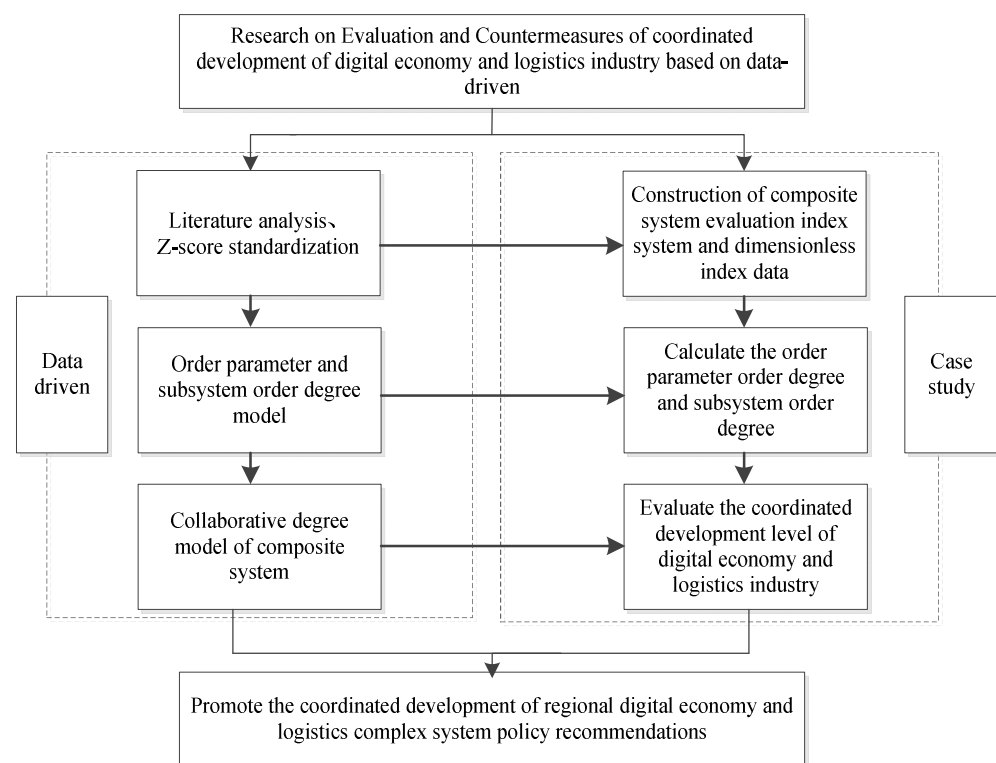 Research on Evaluation and Countermeasures of coordinated
development of digital economy and logistics industry based on data-
driven
Literature analysis、
Z-score standardization
Construction of composite
system evaluation index
system and dimensionless
index data
Data
driven
Order parameter and
subsystem order degree
model
Calculate the order
parameter order degree
and subsystem order
degree
Case
study
Collaborative degree
model of composite
system
Evaluate the coordinated
development level of
digital economy and
logistics industry
Promote the coordinated development of regional digital economy and
logistics complex system policy recommendations